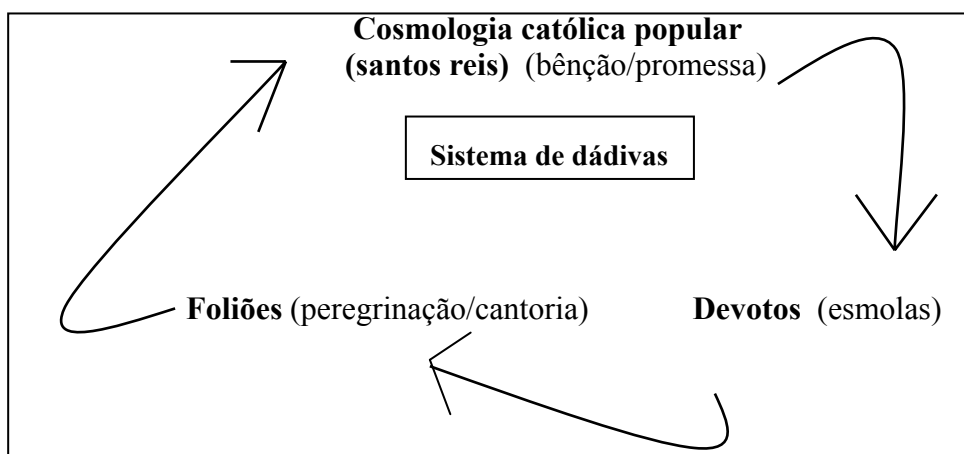 Cosmologia católica popular
(santos reis) (bênção/promessa)
Sistema de dádivas
Foliões (peregrinação/cantoria) Devotos (esmolas)